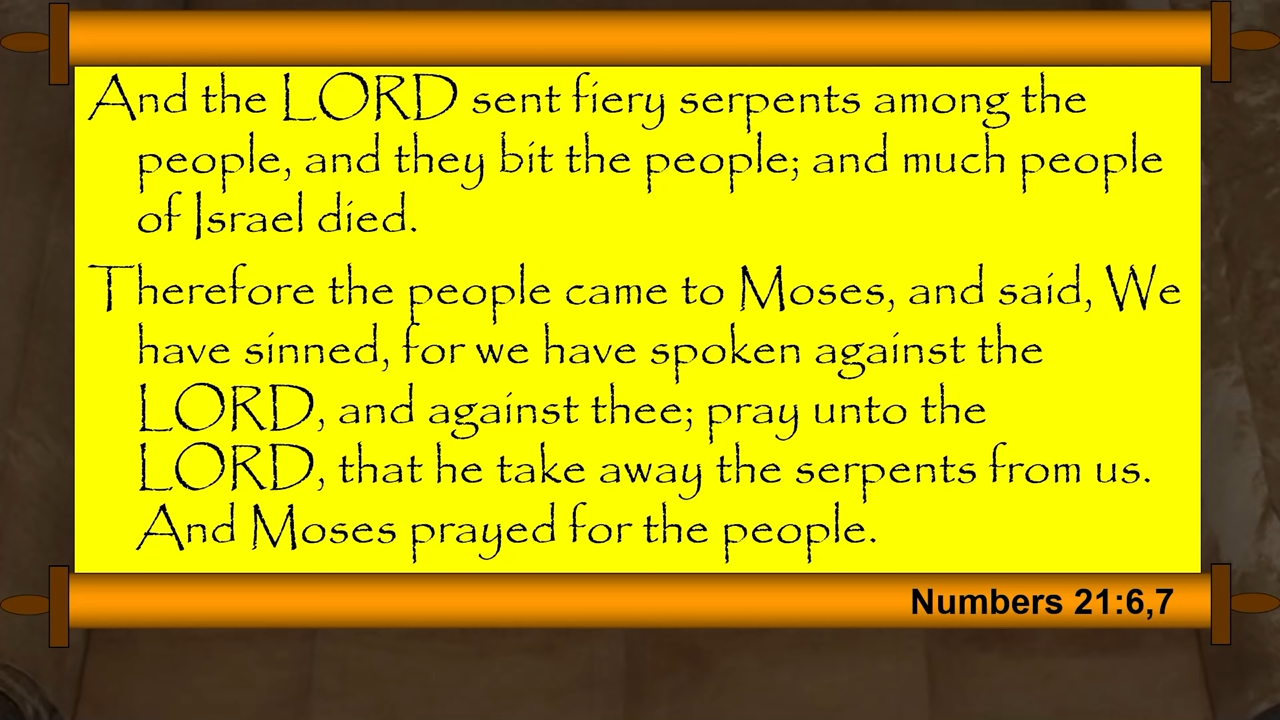 And the LORD sent fiery serpents among the
people, and they bit the people; and much people
of Israel died.
Therefore the people came to Moses, and said, We
have sinned, for we have spoken against the
LORD, and against thee; pray unto the
LORD, that he take away the serpents from us.
And Moses prayed for the people.
Numbers 21:6,7